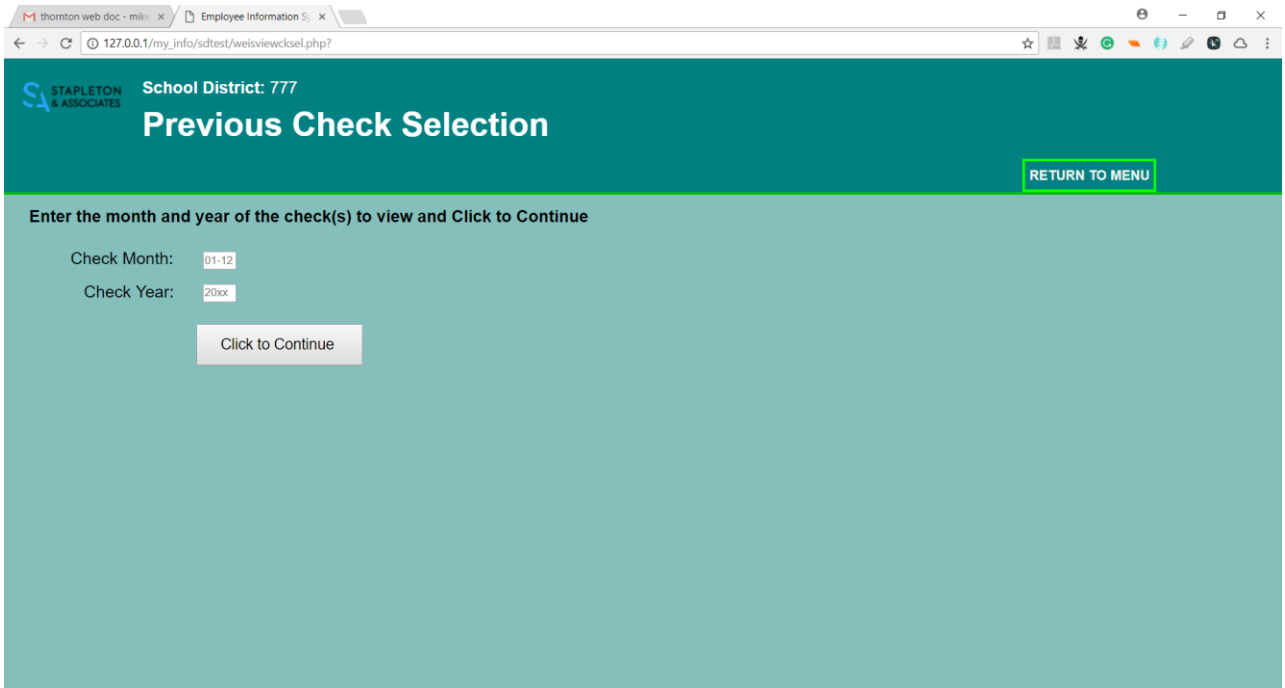 thornton web doc - mike
Employee Information Sy
127.0.0.1/my_info/sdtest/weisviewcksel.php?
STAPLETON
& ASSOCIATES
School District: 777
Previous Check Selection
RETURN TO MENU
Enter the month and year of the check(s) to view and Click to Continue
Check Month: 01-12
Check Year: 20xx
Click to Continue